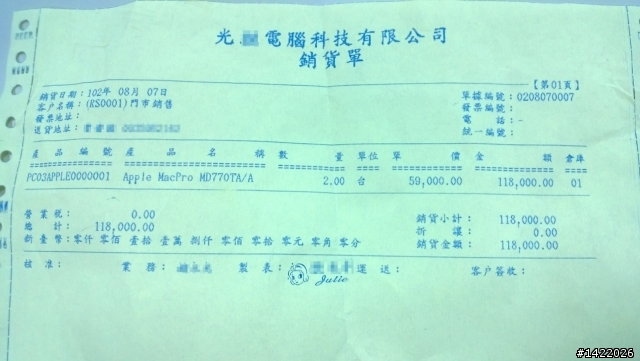 光 電腦科技有限公司
銷貨單
【第01頁】
銷貨日期：102年 08月 07日 單據編號：0208070007
客戶名稱：(RS0001)門市銷售 發票編號：
發票地址： 電　　話：-
送貨地址： 統一編號：
產品編號 產品名稱 數量 單位 單價 金額 倉庫
PC03APPLE0000001 Apple MacPro MD770TA/A 2.00 台 59,000.00 118,000.00 01
營業稅： 0.00 銷貨小計： 118,000.00
總　計： 118,000.00 折　　讓： 0.00
新臺幣：零仟 零佰 壹拾 壹萬 捌仟 零佰 零拾 零元 零角 零分 銷貨金額： 118,000.00
核准： 業務： 製表： 運送： 客戶簽收：
Julie
#1422026